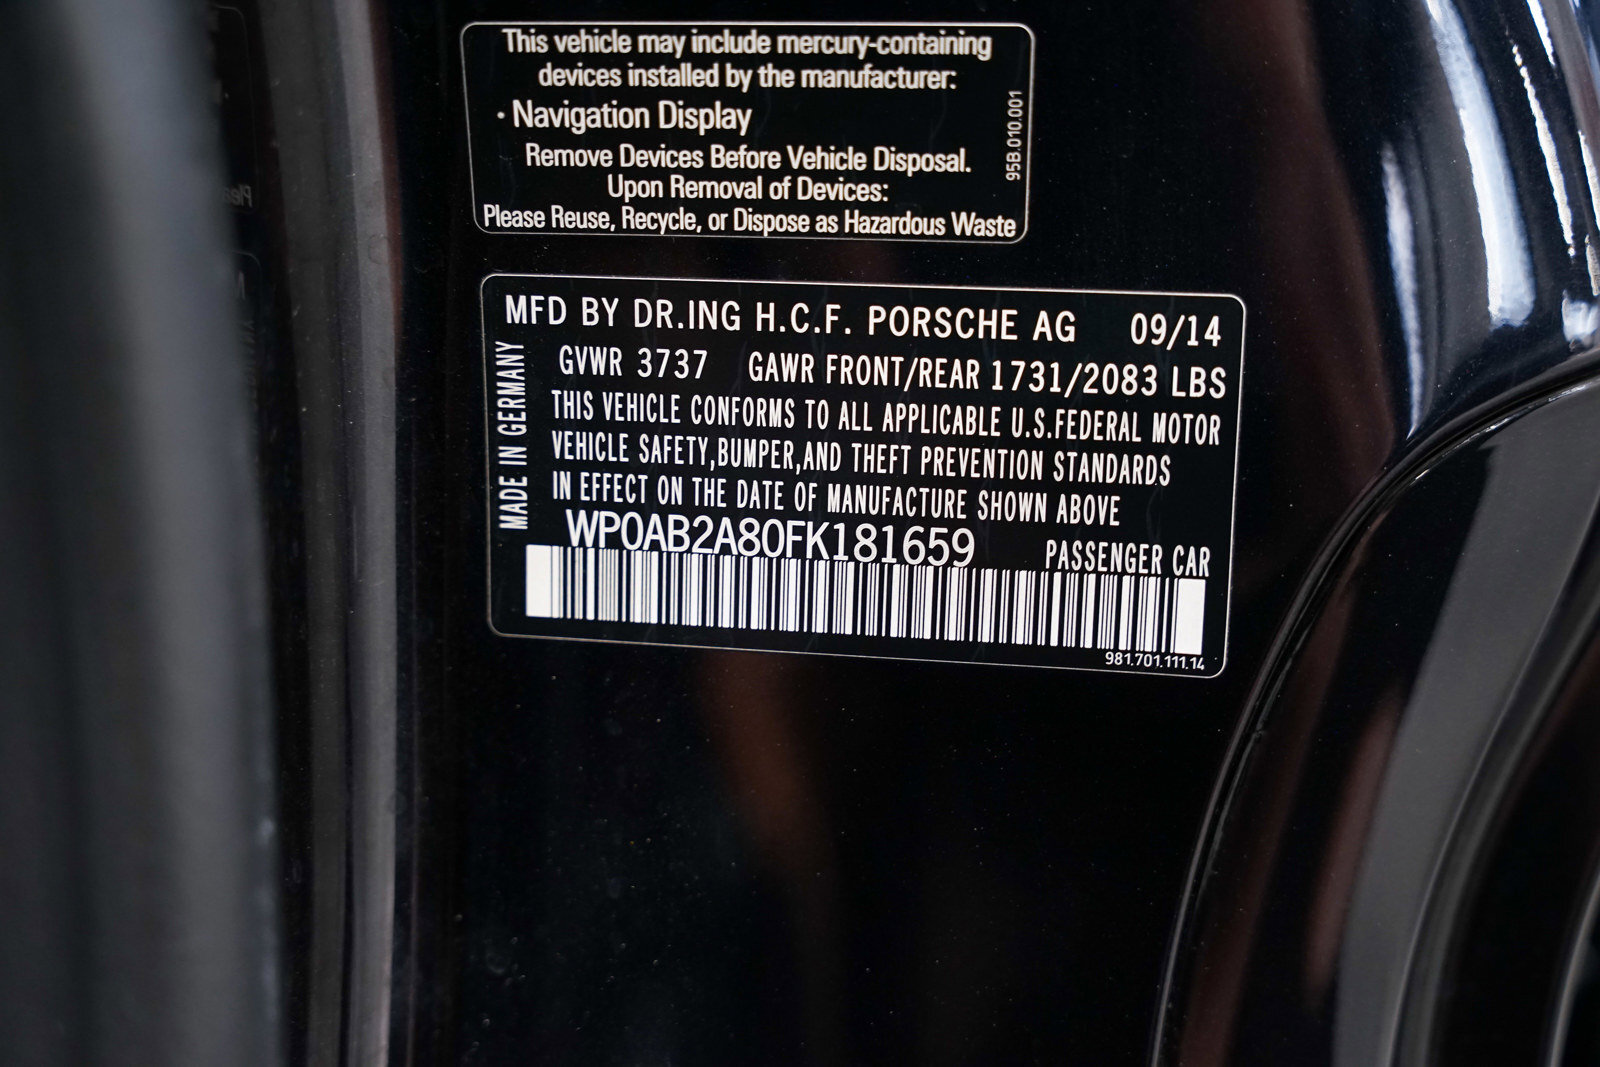 This vehicle may include mercury-containing
devices installed by the manufacturer:
· Navigation Display
Remove Devices Before Vehicle Disposal.
Upon Removal of Devices:
Please Reuse, Recycle, or Dispose as Hazardous Waste
95B.010.001
MFD BY DR.ING H.C.F. PORSCHE AG 09/14
GVWR 3737 GAWR FRONT/REAR 1731/2083 LBS
THIS VEHICLE CONFORMS TO ALL APPLICABLE U.S.FEDERAL MOTOR
VEHICLE SAFETY,BUMPER,AND THEFT PREVENTION STANDARDS
IN EFFECT ON THE DATE OF MANUFACTURE SHOWN ABOVE
MADE IN GERMANY
WP0AB2A80FK181659 PASSENGER CAR
981.701.111.14